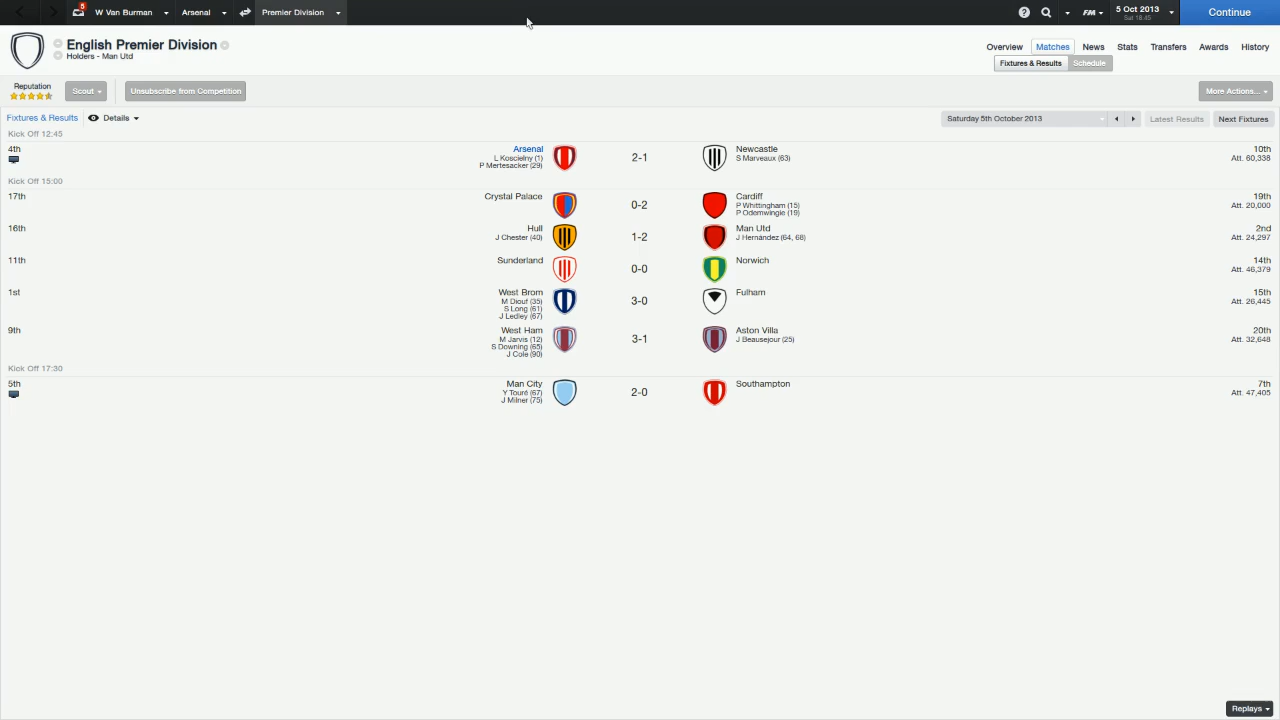 5
W Van Burman
Arsenal
Premier Division
FM
5 Oct 2013
Sat 18:45
Continue
English Premier Division
Holders - Man Utd
Overview Matches News Stats Transfers Awards History
Fixtures & Results Schedule
Reputation
Scout
Unsubscribe from Competition
More Actions...
Fixtures & Results Details
Saturday 5th October 2013
Latest Results
Next Fixtures
Kick Off 12:45
4th Arsenal 2-1 Newcastle 10th
L Koscielny (1) S Marveaux (63) Att. 60,338
P Mertesacker (29)
Kick Off 15:00
17th Crystal Palace 0-2 Cardiff 19th
P Whittingham (15) Att. 20,000
P Odemwingie (19)
16th Hull 1-2 Man Utd 2nd
J Chester (40) J Hernández (64, 68) Att. 24,297
11th Sunderland 0-0 Norwich 14th
Att. 46,379
1st West Brom 3-0 Fulham 15th
M Diouf (35) Att. 26,445
S Long (61)
J Ledley (67)
9th West Ham 3-1 Aston Villa 20th
M Jarvis (12) J Beausejour (25) Att. 32,648
S Downing (65)
J Cole (90)
Kick Off 17:30
5th Man City 2-0 Southampton 7th
Y Touré (67) Att. 47,405
J Milner (75)
Replays